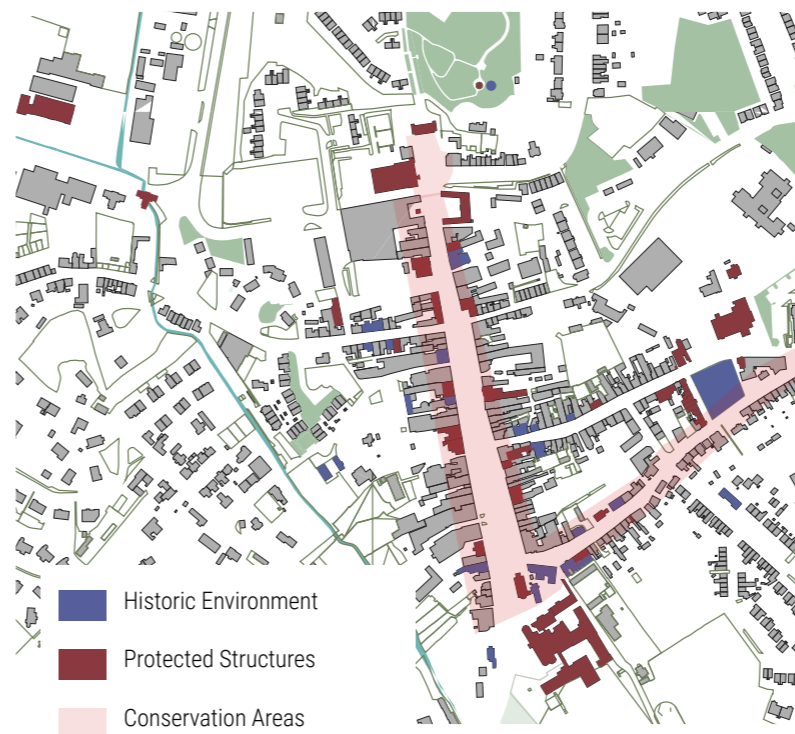 Historic Environment
Protected Structures
Conservation Areas